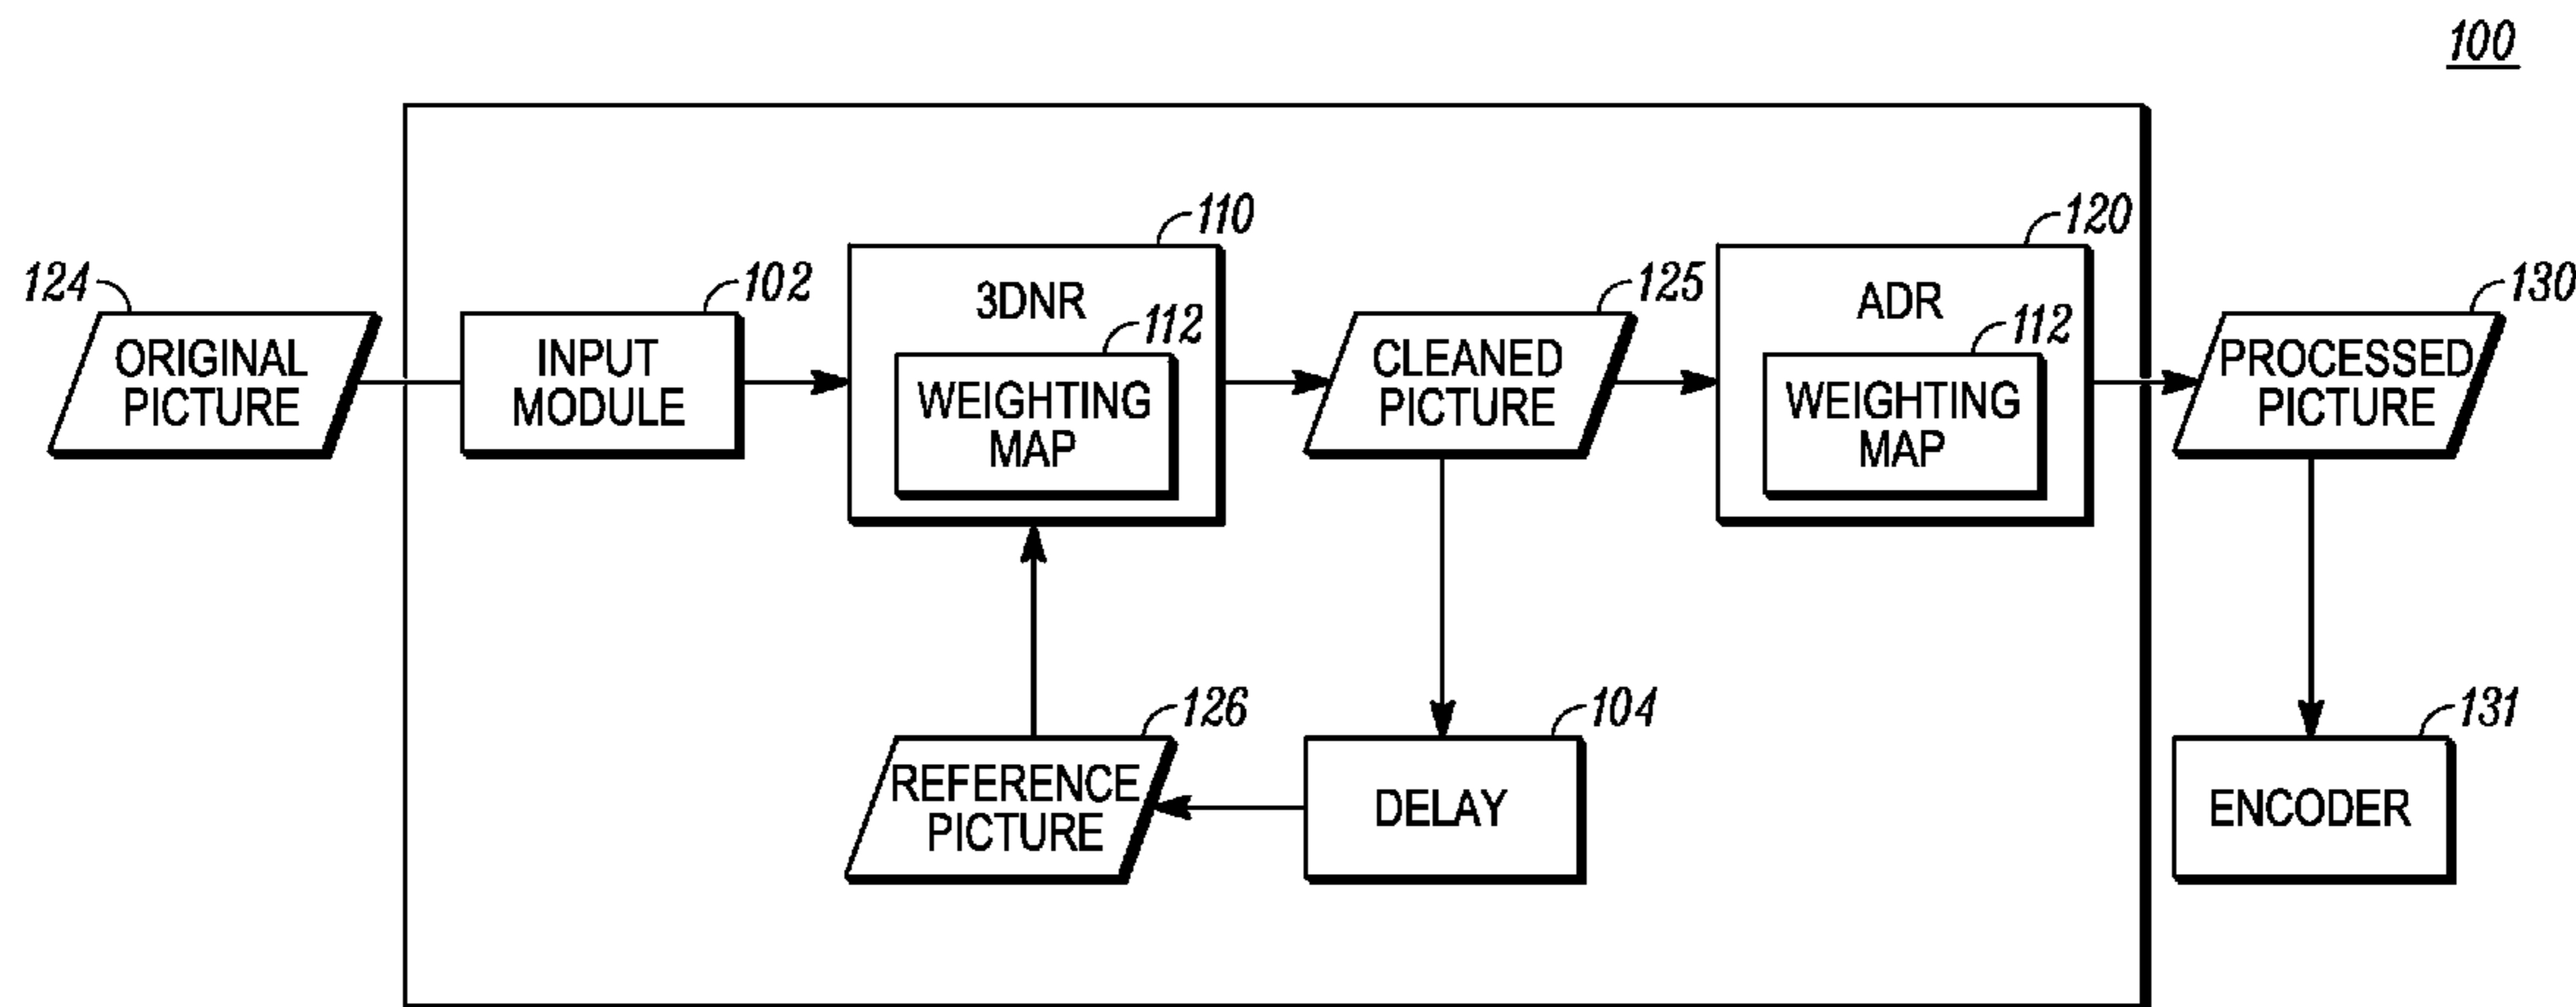 100
110
120
124
102
125
130
3DNR
112
ADR
112
ORIGINAL
PICTURE
INPUT
MODULE
WEIGHTING
MAP
CLEANED
PICTURE
WEIGHTING
MAP
PROCESSED
PICTURE
126
104
131
REFERENCE
PICTURE
DELAY
ENCODER